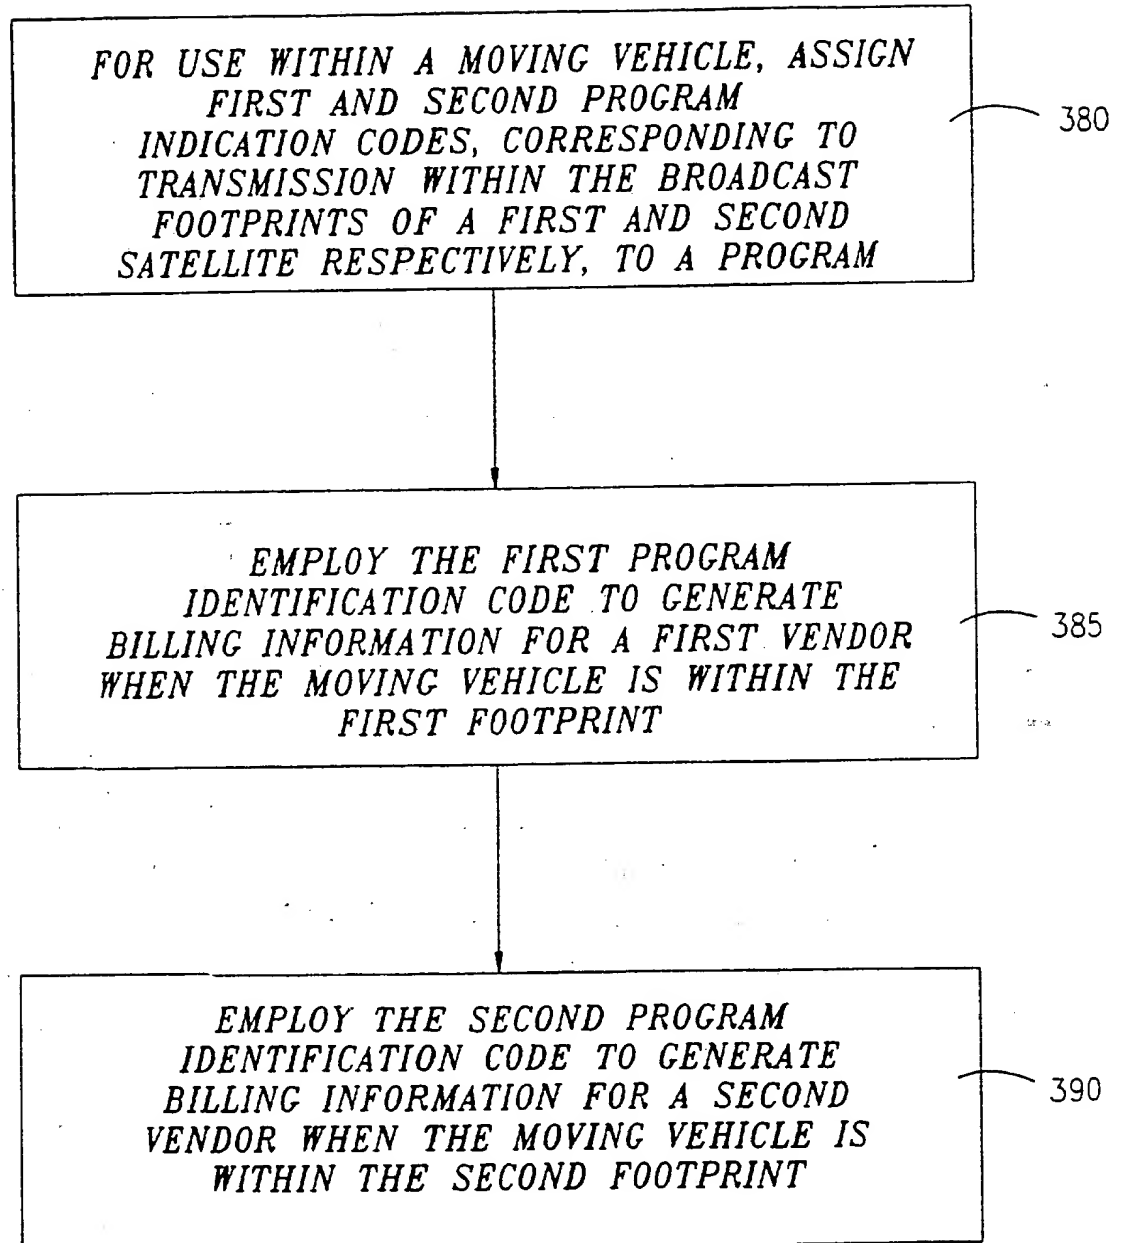 FOR USE WITHIN A MOVING VEHICLE, ASSIGN
FIRST AND SECOND PROGRAM
INDICATION CODES, CORRESPONDING TO
TRANSMISSION WITHIN THE BROADCAST
FOOTPRINTS OF A FIRST AND SECOND
SATELLITE RESPECTIVELY, TO A PROGRAM
380
EMPLOY THE FIRST PROGRAM
IDENTIFICATION CODE TO GENERATE
BILLING INFORMATION FOR A FIRST VENDOR
WHEN THE MOVING VEHICLE IS WITHIN THE
FIRST FOOTPRINT
385
EMPLOY THE SECOND PROGRAM
IDENTIFICATION CODE TO GENERATE
BILLING INFORMATION FOR A SECOND
VENDOR WHEN THE MOVING VEHICLE IS
WITHIN THE SECOND FOOTPRINT
390